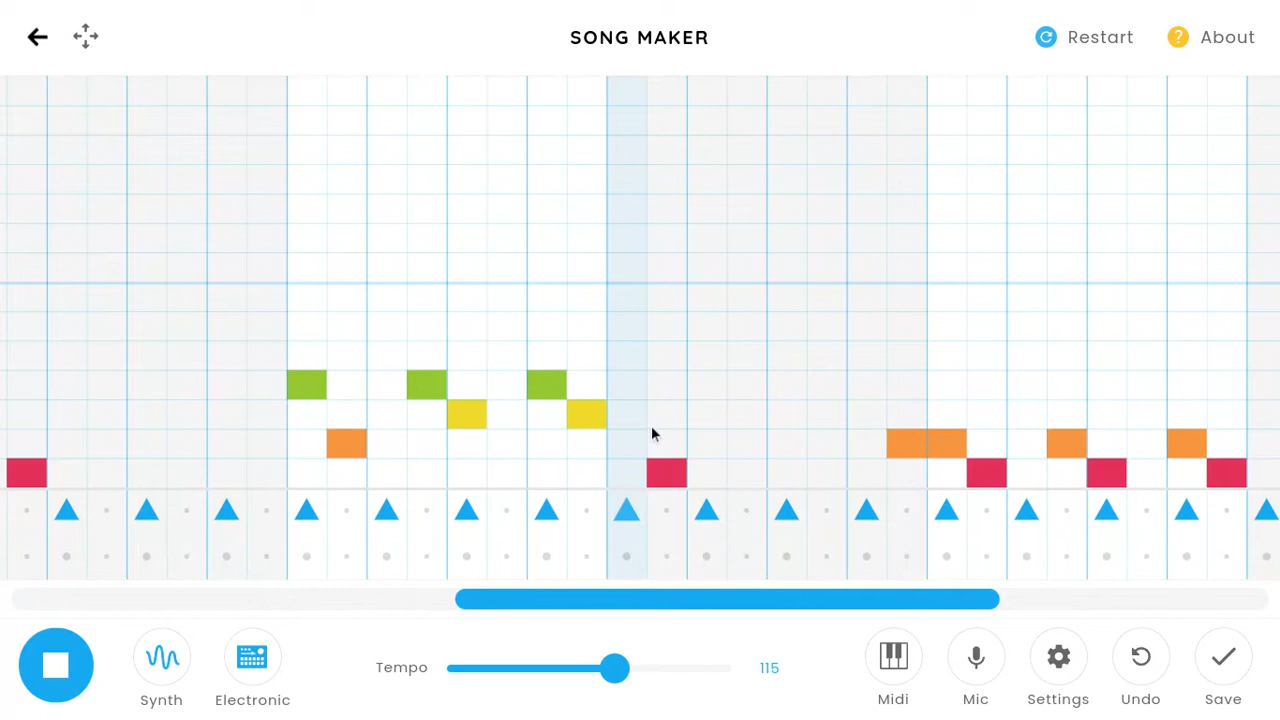 SONG MAKER
Restart
About
Tempo
115
Synth
Electronic
Midi
Mic
Settings
Undo
Save